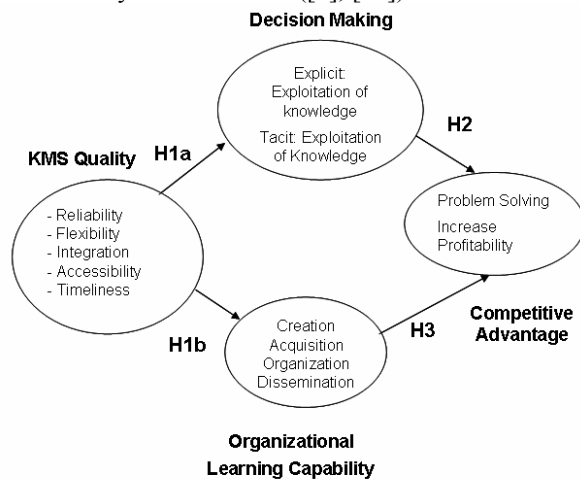 Decision Making
Explicit:
Exploitation of
knowledge
Tacit: Exploitation
of Knowledge
H2
H1a
KMS Quality
- Reliability
- Flexibility
- Integration
- Accessibility
- Timeliness
Problem Solving
Increase
Profitability
H1b
Creation
Acquisition
Organization
Dissemination
H3
Competitive
Advantage
Organizational
Learning Capability